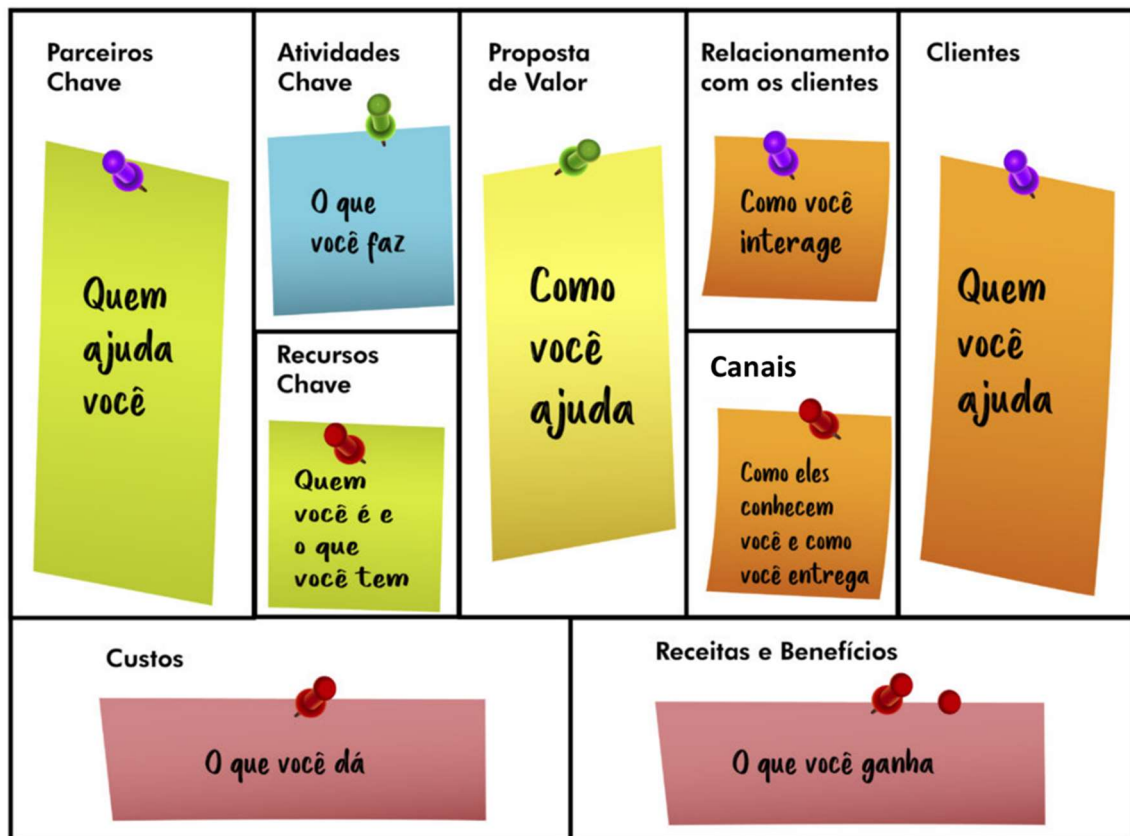 Parceiros
Chave
Quem
ajuda
você
Atividades
Chave
O que
você faz
Recursos
Chave
Quem
você é e
o que
você tem
Proposta
de Valor
Como
você
ajuda
Relacionamento
com os clientes
Como você
interage
Canais
Como eles
conhecem
você e como
você entrega
Clientes
Quem
você
ajuda
Custos
O que você dá
Receitas e Benefícios
O que você ganha